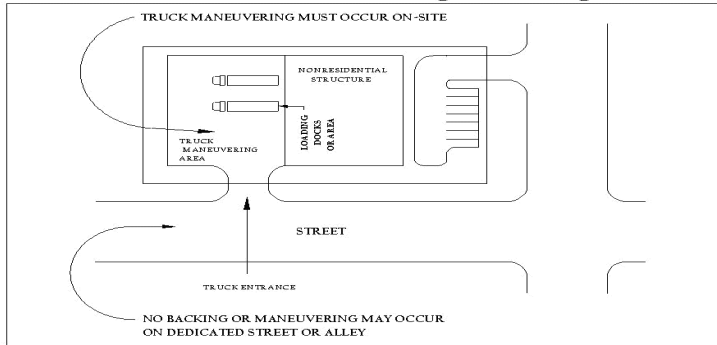 TRUCK MANEUVERING MUST OCCUR ON-SITE
NONRESIDENTIAL
STRUCTURE
LOADING
DOCKS
OR AREA
TRUCK
MANEUVERING
AREA
STREET
TRUCK ENTRANCE
NO BACKING OR MANEUVERING MAY OCCUR
ON DEDICATED STREET OR ALLEY